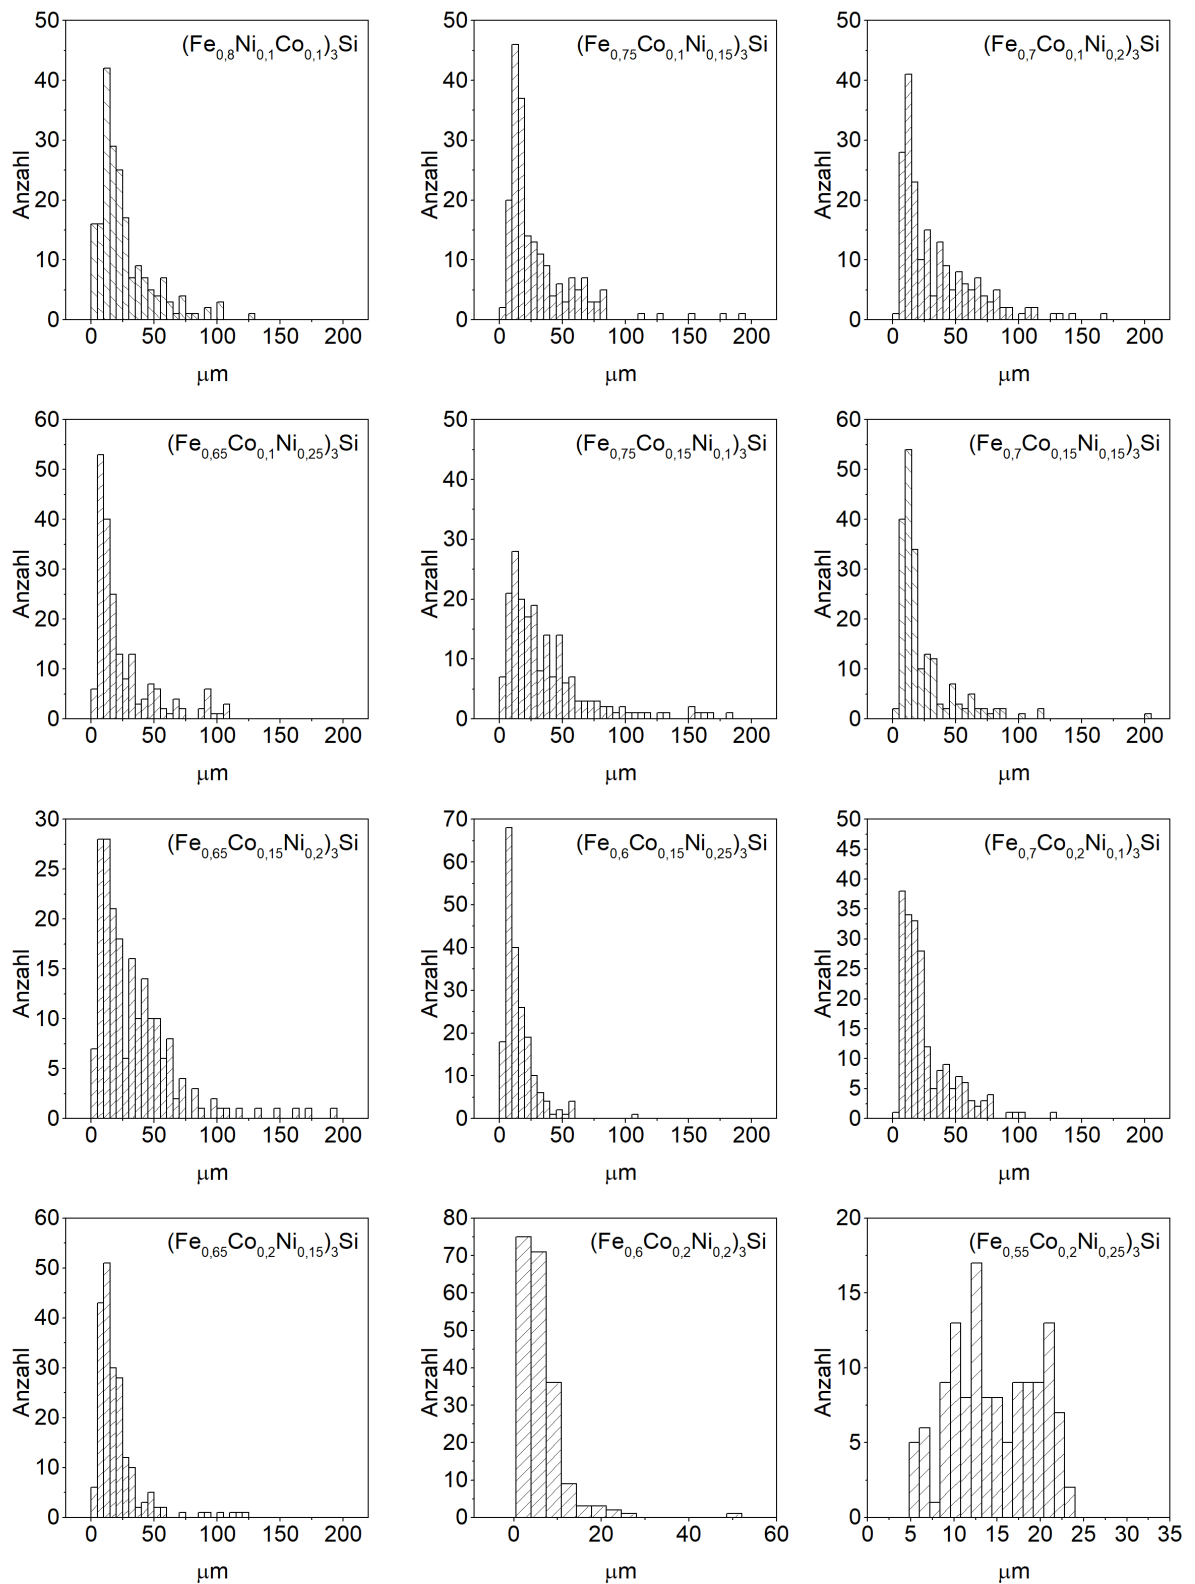 (Fe0,8Ni0,1Co0,1)3Si
50
40
30
20
10
0
Anzahl
0 50 100 150 200
μm
(Fe0,75Co0,1Ni0,15)3Si
50
40
30
20
10
0
Anzahl
0 50 100 150 200
μm
(Fe0,7Co0,1Ni0,2)3Si
50
40
30
20
10
0
Anzahl
0 50 100 150 200
μm
(Fe0,65Co0,1Ni0,25)3Si
60
50
40
30
20
10
0
Anzahl
0 50 100 150 200
μm
(Fe0,75Co0,15Ni0,1)3Si
50
40
30
20
10
0
Anzahl
0 50 100 150 200
μm
(Fe0,7Co0,15Ni0,15)3Si
60
50
40
30
20
10
0
Anzahl
0 50 100 150 200
μm
(Fe0,65Co0,15Ni0,2)3Si
30
25
20
15
10
5
0
Anzahl
0 50 100 150 200
μm
(Fe0,6Co0,15Ni0,25)3Si
70
60
50
40
30
20
10
0
Anzahl
0 50 100 150 200
μm
(Fe0,7Co0,2Ni0,1)3Si
50
45
40
35
30
25
20
15
10
5
0
Anzahl
0 50 100 150 200
μm
(Fe0,65Co0,2Ni0,15)3Si
60
50
40
30
20
10
0
Anzahl
0 50 100 150 200
μm
(Fe0,6Co0,2Ni0,2)3Si
80
70
60
50
40
30
20
10
0
Anzahl
0 20 40 60
μm
(Fe0,55Co0,2Ni0,25)3Si
20
15
10
5
0
Anzahl
0 5 10 15 20 25 30 35
μm